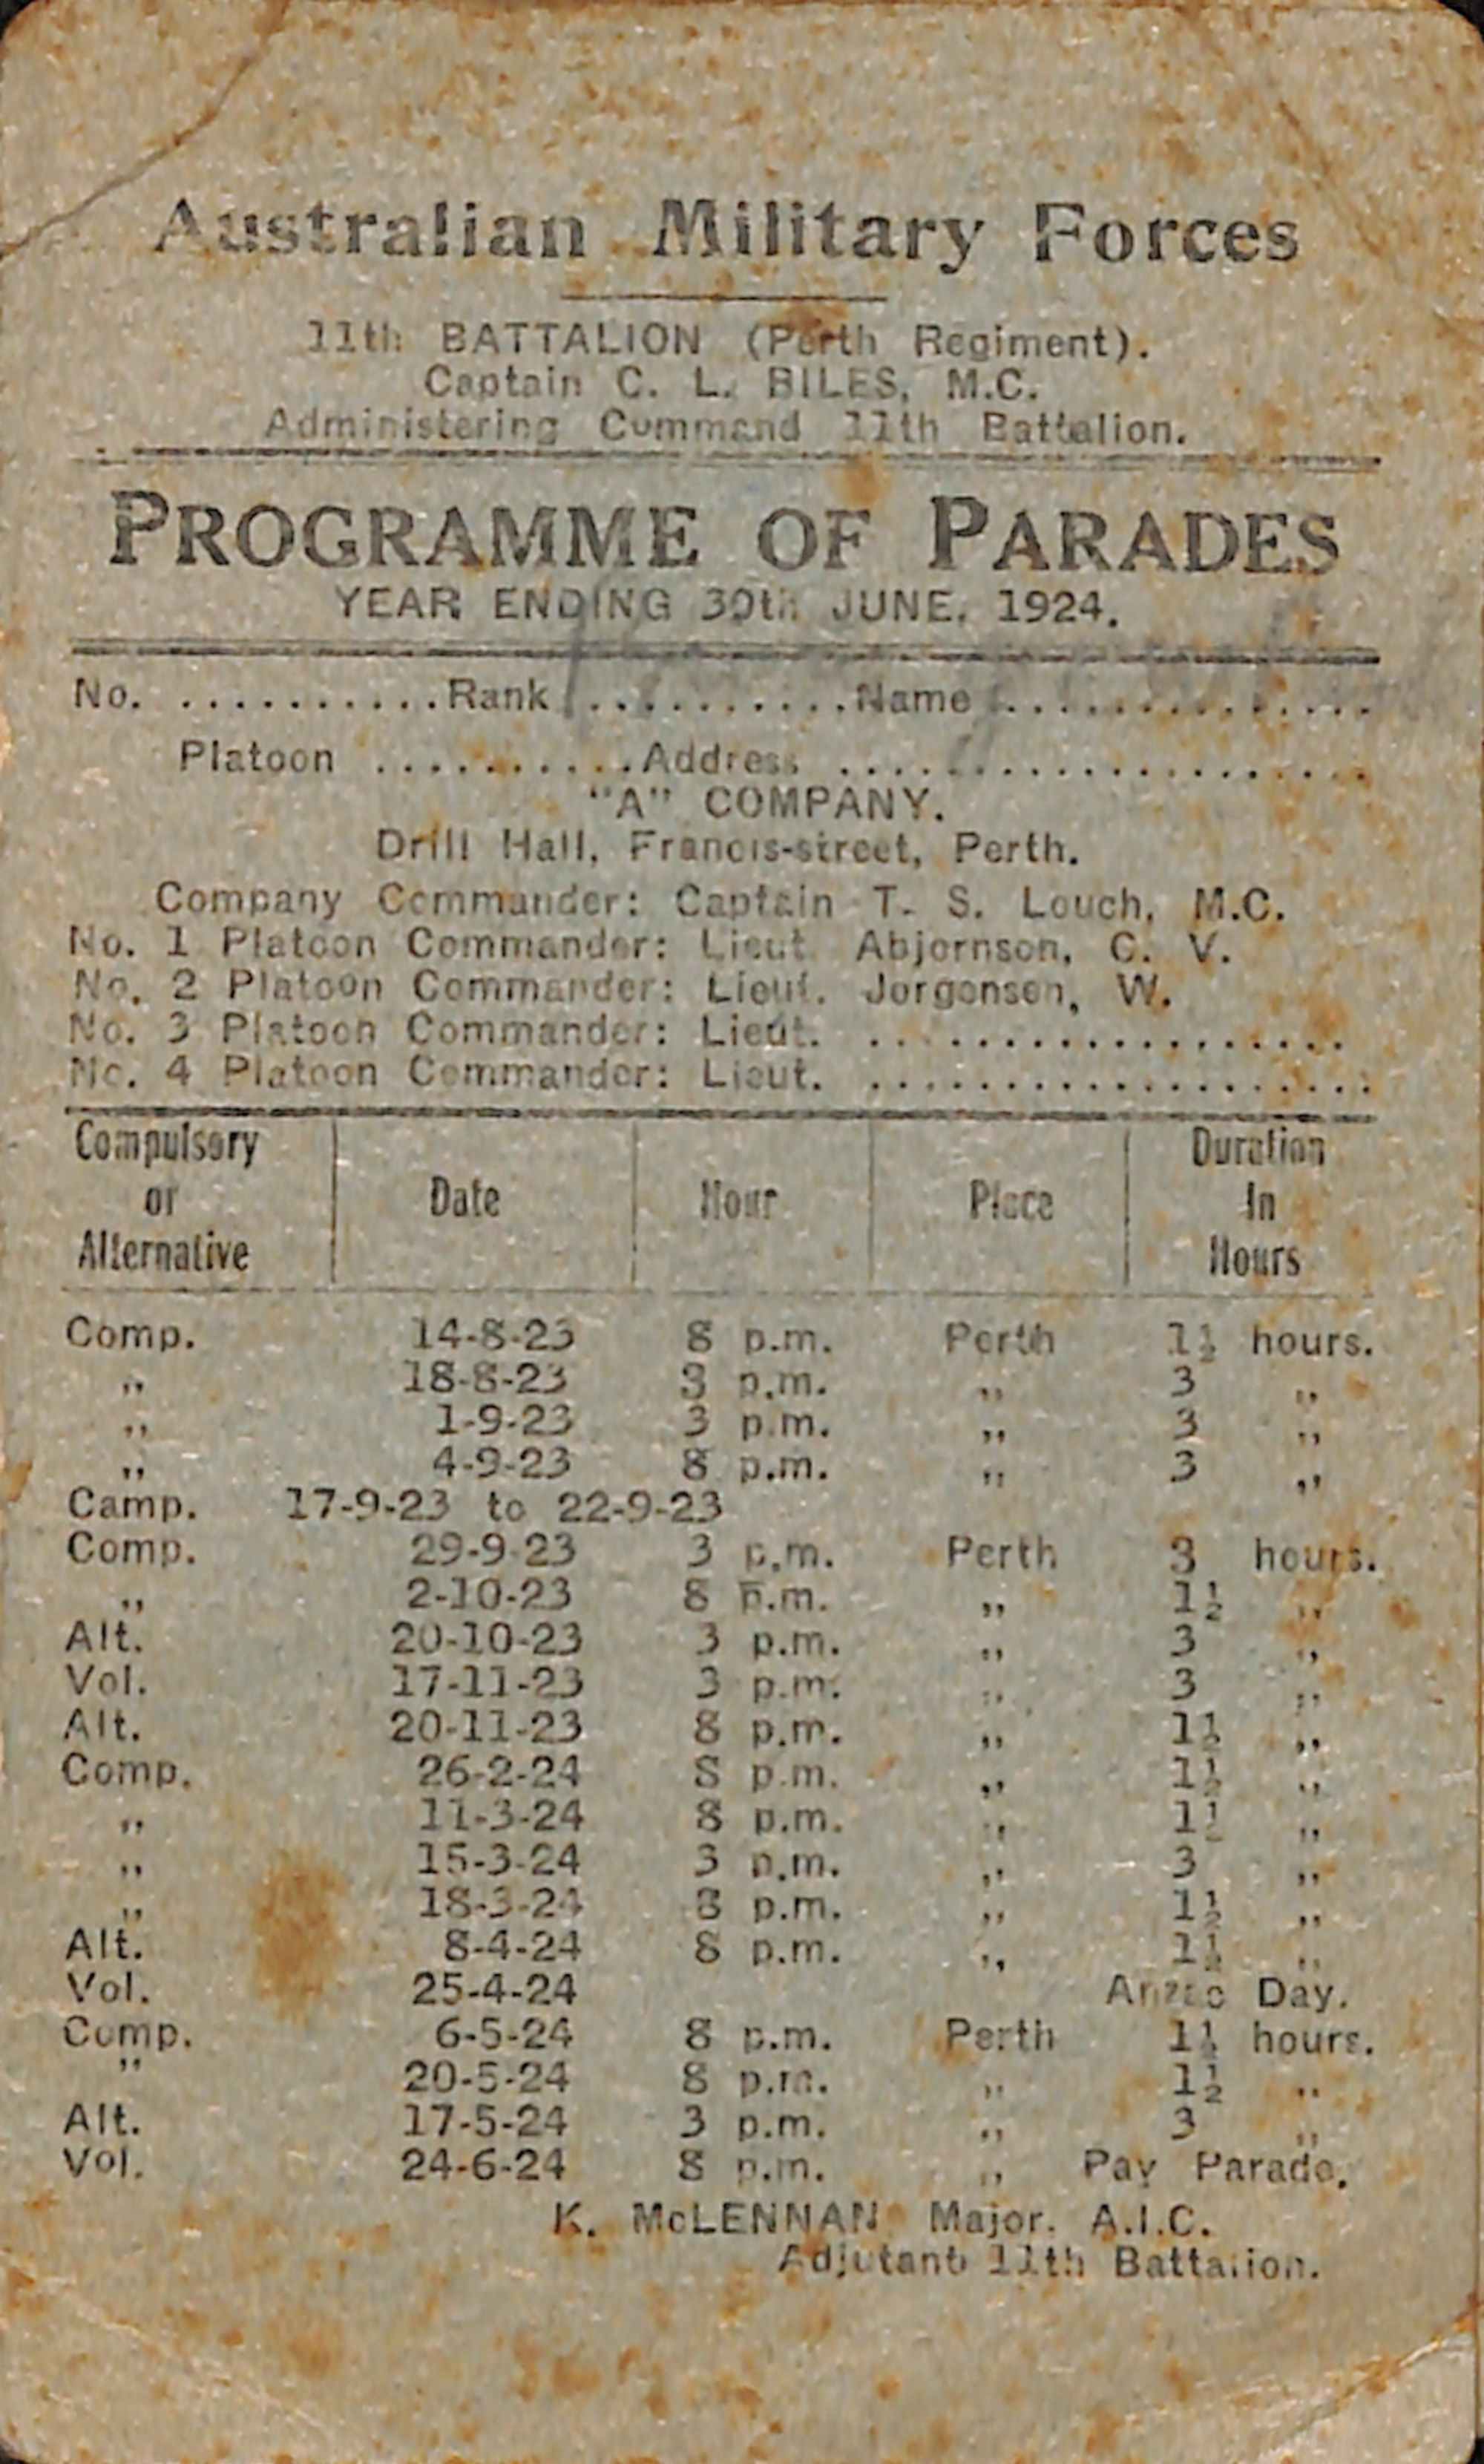 Australian Military Forces
11th BATTALION (Perth Regiment).
Captain C. L. BILES, M.C.
Administering Command 11th Battalion.
PROGRAMME OF PARADES
YEAR ENDING 30th JUNE, 1924.
No. ...........Rank ...........Name ................
Platoon ...........Address ......................
"A" COMPANY.
Drill Hall, Francis-street, Perth.
Company Commander: Captain T. S. Louch, M.C.
No. 1 Platoon Commander: Lieut. Abjornson, C. V.
No. 2 Platoon Commander: Lieut. Jorgensen, W.
No. 3 Platoon Commander: Lieut. ..................
No. 4 Platoon Commander: Lieut. ...................
Compulsory or Alternative Date Hour Place Duration In Hours
Comp. 14-8-23 8 p.m. Perth 1½ hours.
,, 18-8-23 3 p.m. ,, 3 ,,
,, 1-9-23 3 p.m. ,, 3 ,,
,, 4-9-23 8 p.m. ,, 3 ,,
Camp. 17-9-23 to 22-9-23
Comp. 29-9-23 3 p.m. Perth 3 hours.
,, 2-10-23 8 p.m. ,, 1½ ,,
Alt. 20-10-23 3 p.m. ,, 3 ,,
Vol. 17-11-23 3 p.m. ,, 3 ,,
Alt. 20-11-23 8 p.m. ,, 1½ ,,
Comp. 26-2-24 8 p.m. ,, 1½ ,,
,, 11-3-24 8 p.m. ,, 1½ ,,
,, 15-3-24 3 p.m. ,, 3 ,,
,, 18-3-24 8 p.m. ,, 1½ ,,
Alt. 8-4-24 8 p.m. ,, 1½ ,,
Vol. 25-4-24 Anzac Day.
Comp. 6-5-24 8 p.m. Perth 1½ hours.
,, 20-5-24 8 p.m. ,, 1½ ,,
Alt. 17-5-24 3 p.m. ,, 3 ,,
Vol. 24-6-24 8 p.m. ,, Pay Parade.
K. McLENNAN Major. A.I.C.
Adjutant 11th Battalion.